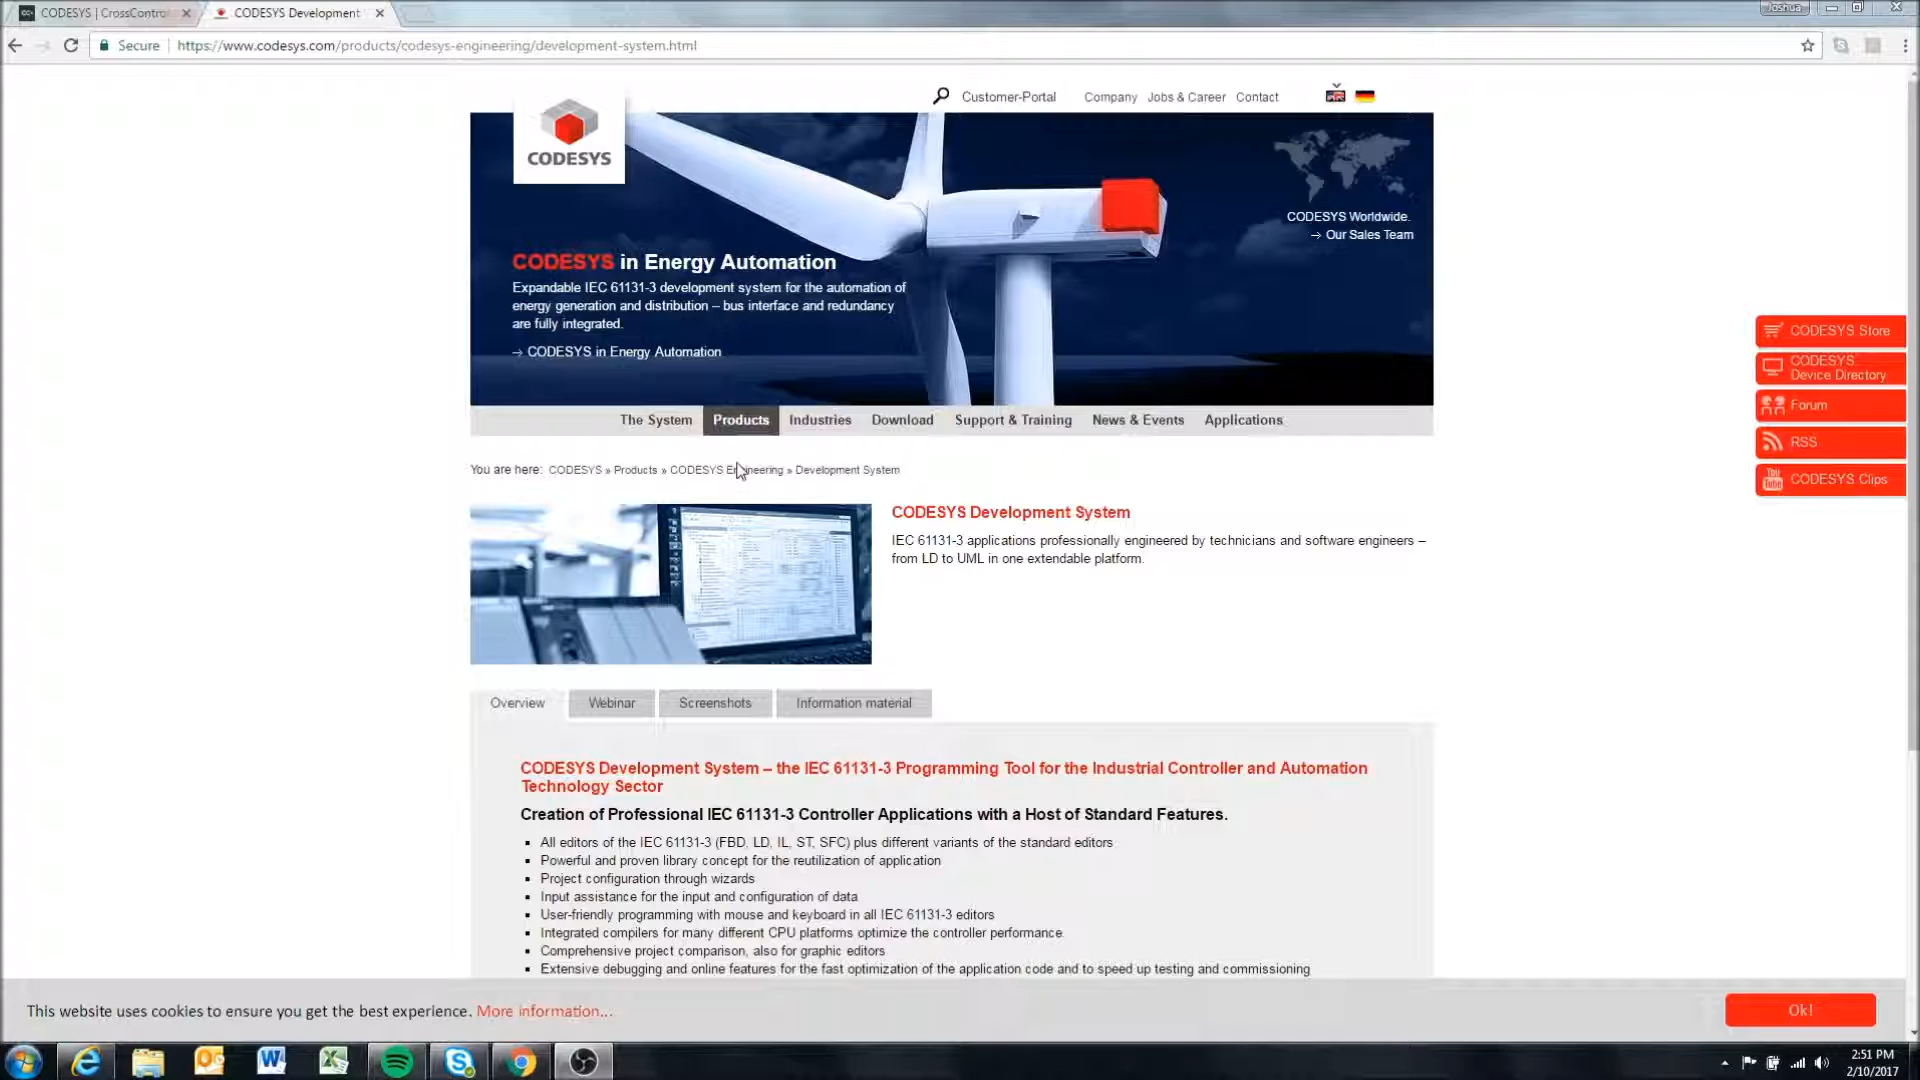 CODESYS | CrossContro
CODESYS Development
Joshua
Secure
https://www.codesys.com/products/codesys-engineering/development-system.html
Customer-Portal
Company
Jobs & Career
Contact
CODESYS
CODESYS Worldwide.
→ Our Sales Team
CODESYS in Energy Automation
Expandable IEC 61131-3 development system for the automation of
energy generation and distribution – bus interface and redundancy
are fully integrated.
→ CODESYS in Energy Automation
CODESYS Store
CODESYS
Device Directory
Forum
RSS
You Tube CODESYS Clips
The System Products Industries Download Support & Training News & Events Applications
You are here: CODESYS » Products » CODESYS Engineering » Development System
CODESYS Development System
IEC 61131-3 applications professionally engineered by technicians and software engineers –
from LD to UML in one extendable platform.
Overview Webinar Screenshots Information material
CODESYS Development System – the IEC 61131-3 Programming Tool for the Industrial Controller and Automation
Technology Sector
Creation of Professional IEC 61131-3 Controller Applications with a Host of Standard Features.
▪ All editors of the IEC 61131-3 (FBD, LD, IL, ST, SFC) plus different variants of the standard editors
▪ Powerful and proven library concept for the reutilization of application
▪ Project configuration through wizards
▪ Input assistance for the input and configuration of data
▪ User-friendly programming with mouse and keyboard in all IEC 61131-3 editors
▪ Integrated compilers for many different CPU platforms optimize the controller performance.
▪ Comprehensive project comparison, also for graphic editors
▪ Extensive debugging and online features for the fast optimization of the application code and to speed up testing and commissioning
This website uses cookies to ensure you get the best experience. More information...
Ok!
2:51 PM
2/10/2017